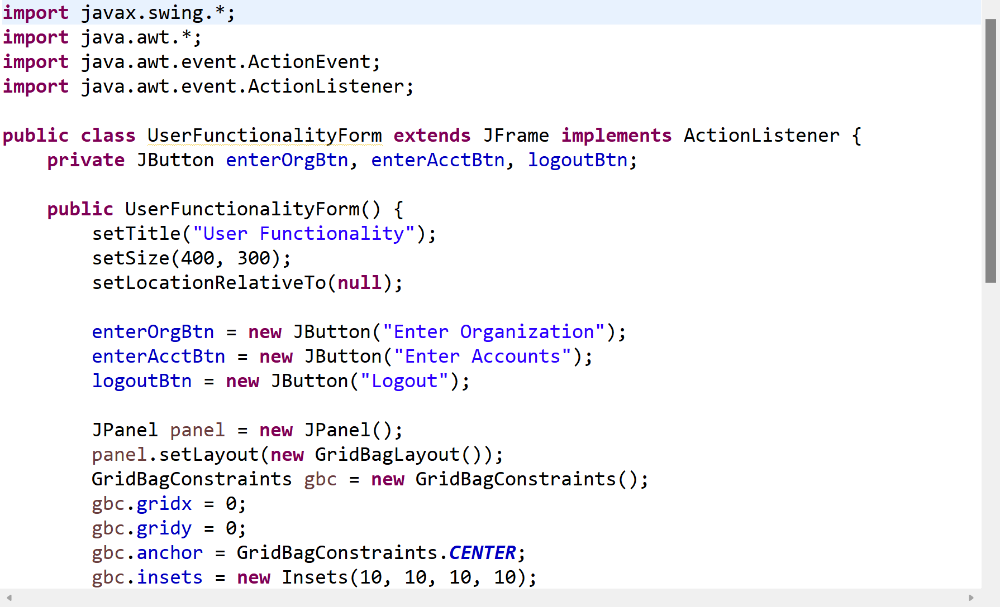 import javax.swing.*;
import java.awt.*;
import java.awt.event.ActionEvent;
import java.awt.event.ActionListener;

public class UserFunctionalityForm extends JFrame implements ActionListener {
    private JButton enterOrgBtn, enterAcctBtn, logoutBtn;

    public UserFunctionalityForm() {
        setTitle("User Functionality");
        setSize(400, 300);
        setLocationRelativeTo(null);

        enterOrgBtn = new JButton("Enter Organization");
        enterAcctBtn = new JButton("Enter Accounts");
        logoutBtn = new JButton("Logout");

        JPanel panel = new JPanel();
        panel.setLayout(new GridBagLayout());
        GridBagConstraints gbc = new GridBagConstraints();
        gbc.gridx = 0;
        gbc.gridy = 0;
        gbc.anchor = GridBagConstraints.CENTER;
        gbc.insets = new Insets(10, 10, 10, 10);